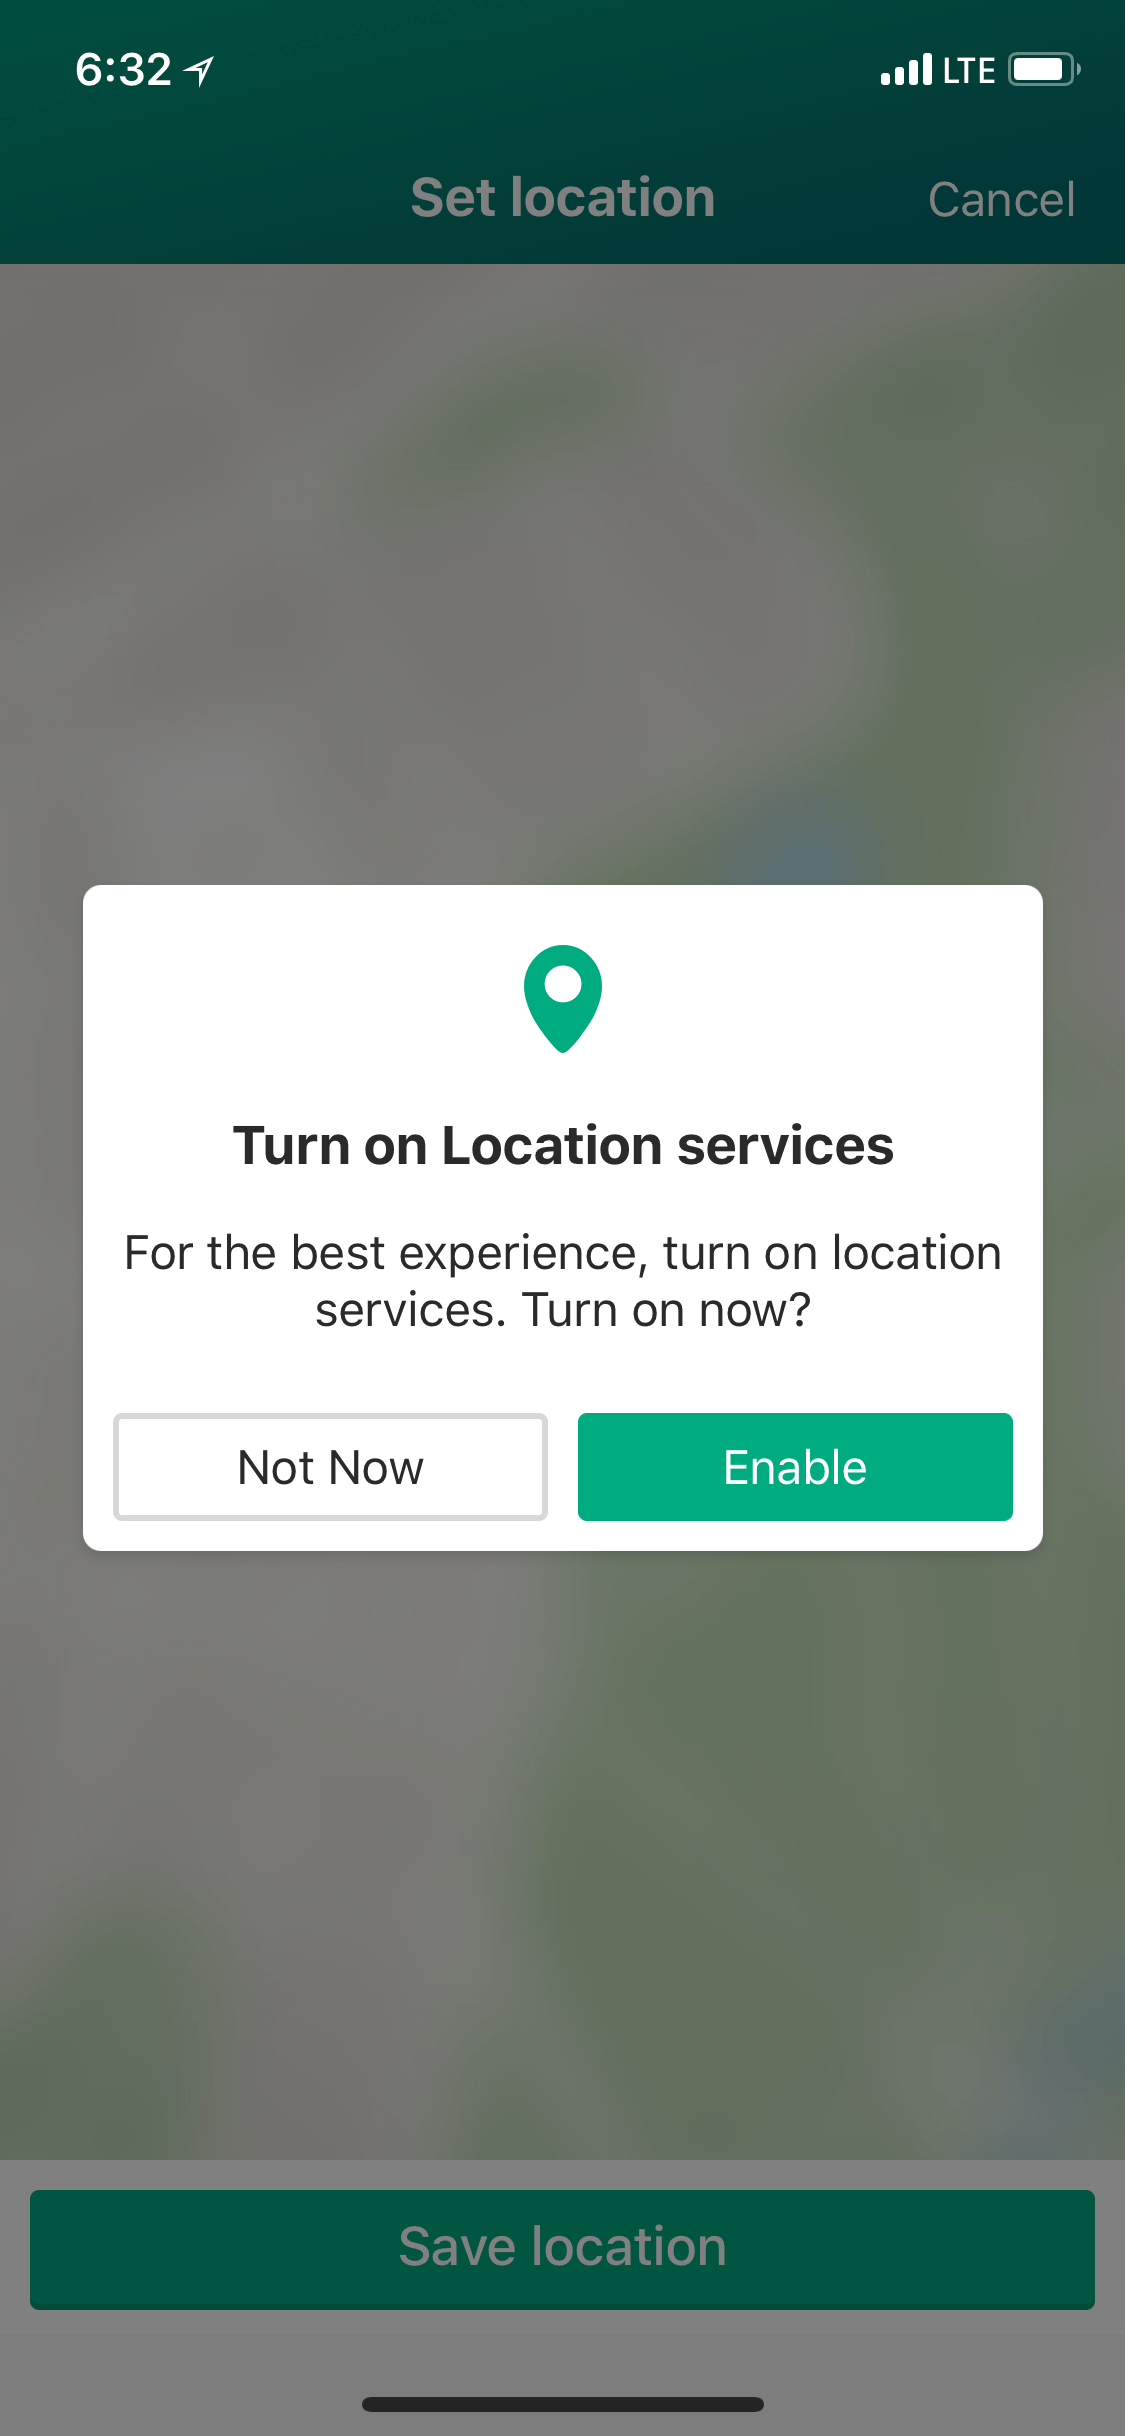 6:32 LTE
Set location Cancel
Turn on Location services
For the best experience, turn on location
services. Turn on now?
Not Now Enable
Save location